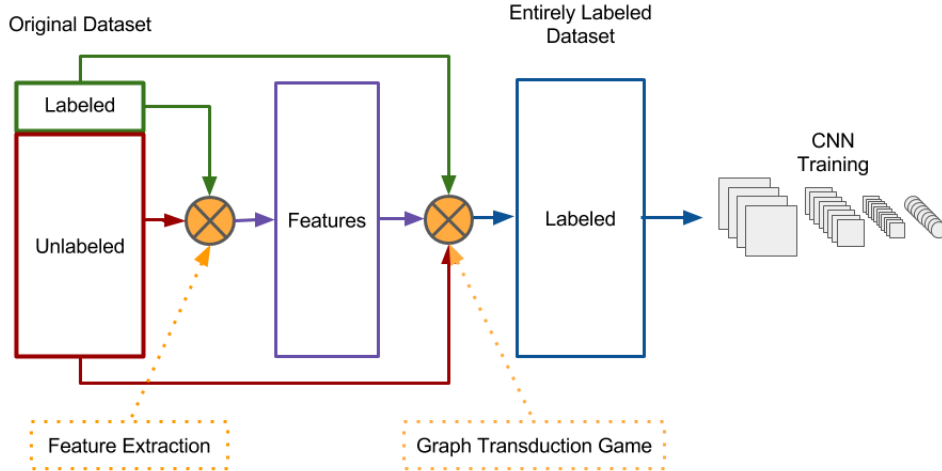 Original Dataset
Entirely Labeled
Dataset
Labeled
Unlabeled
Features
Labeled
CNN
Training
Feature Extraction
Graph Transduction Game